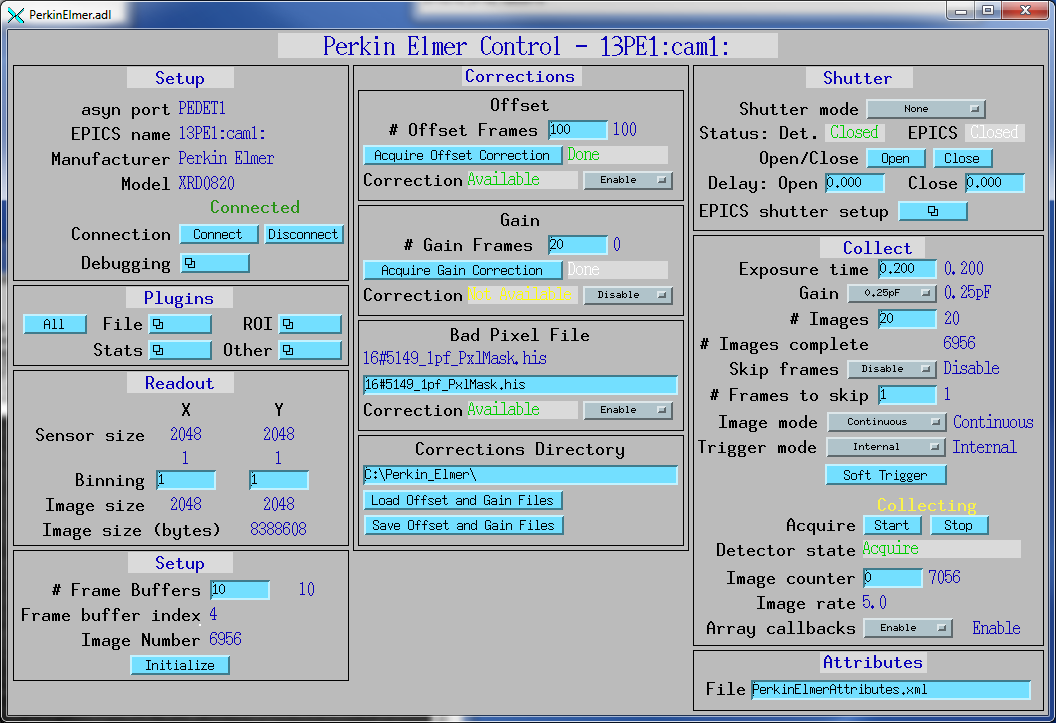 PerkinElmer.adl
Perkin Elmer Control - 13PE1:cam1:
Setup
asyn port PEDET1
EPICS name 13PE1:cam1:
Manufacturer Perkin Elmer
Model XRD0820
Connected
Connection Connect Disconnect
Debugging
Plugins
All File ROI
Stats Other
Readout
X Y
Sensor size 2048 2048
1 1
Binning 1 1
Image size 2048 2048
Image size (bytes) 8388608
Setup
# Frame Buffers 10 10
Frame buffer index 4
Image Number 6956
Initialize
Corrections
Offset
# Offset Frames 100 100
Acquire Offset Correction Done
Correction Available Enable
Gain
# Gain Frames 20 0
Acquire Gain Correction Done
Correction Not Available Disable
Bad Pixel File
16#5149_1pf_PxlMask.his
16#5149_1pf_PxlMask.his
Correction Available Enable
Corrections Directory
C:\Perkin_Elmer\
Load Offset and Gain Files
Save Offset and Gain Files
Shutter
Shutter mode None
Status: Det. Closed EPICS Closed
Open/Close Open Close
Delay: Open 0.000 Close 0.000
EPICS shutter setup
Collect
Exposure time 0.200 0.200
Gain 0.25pF 0.25pF
# Images 20 20
# Images complete 6956
Skip frames Disable Disable
# Frames to skip 1 1
Image mode Continuous Continuous
Trigger mode Internal Internal
Soft Trigger
Collecting
Acquire Start Stop
Detector state Acquire
Image counter 0 7056
Image rate 5.0
Array callbacks Enable Enable
Attributes
File PerkinElmerAttributes.xml